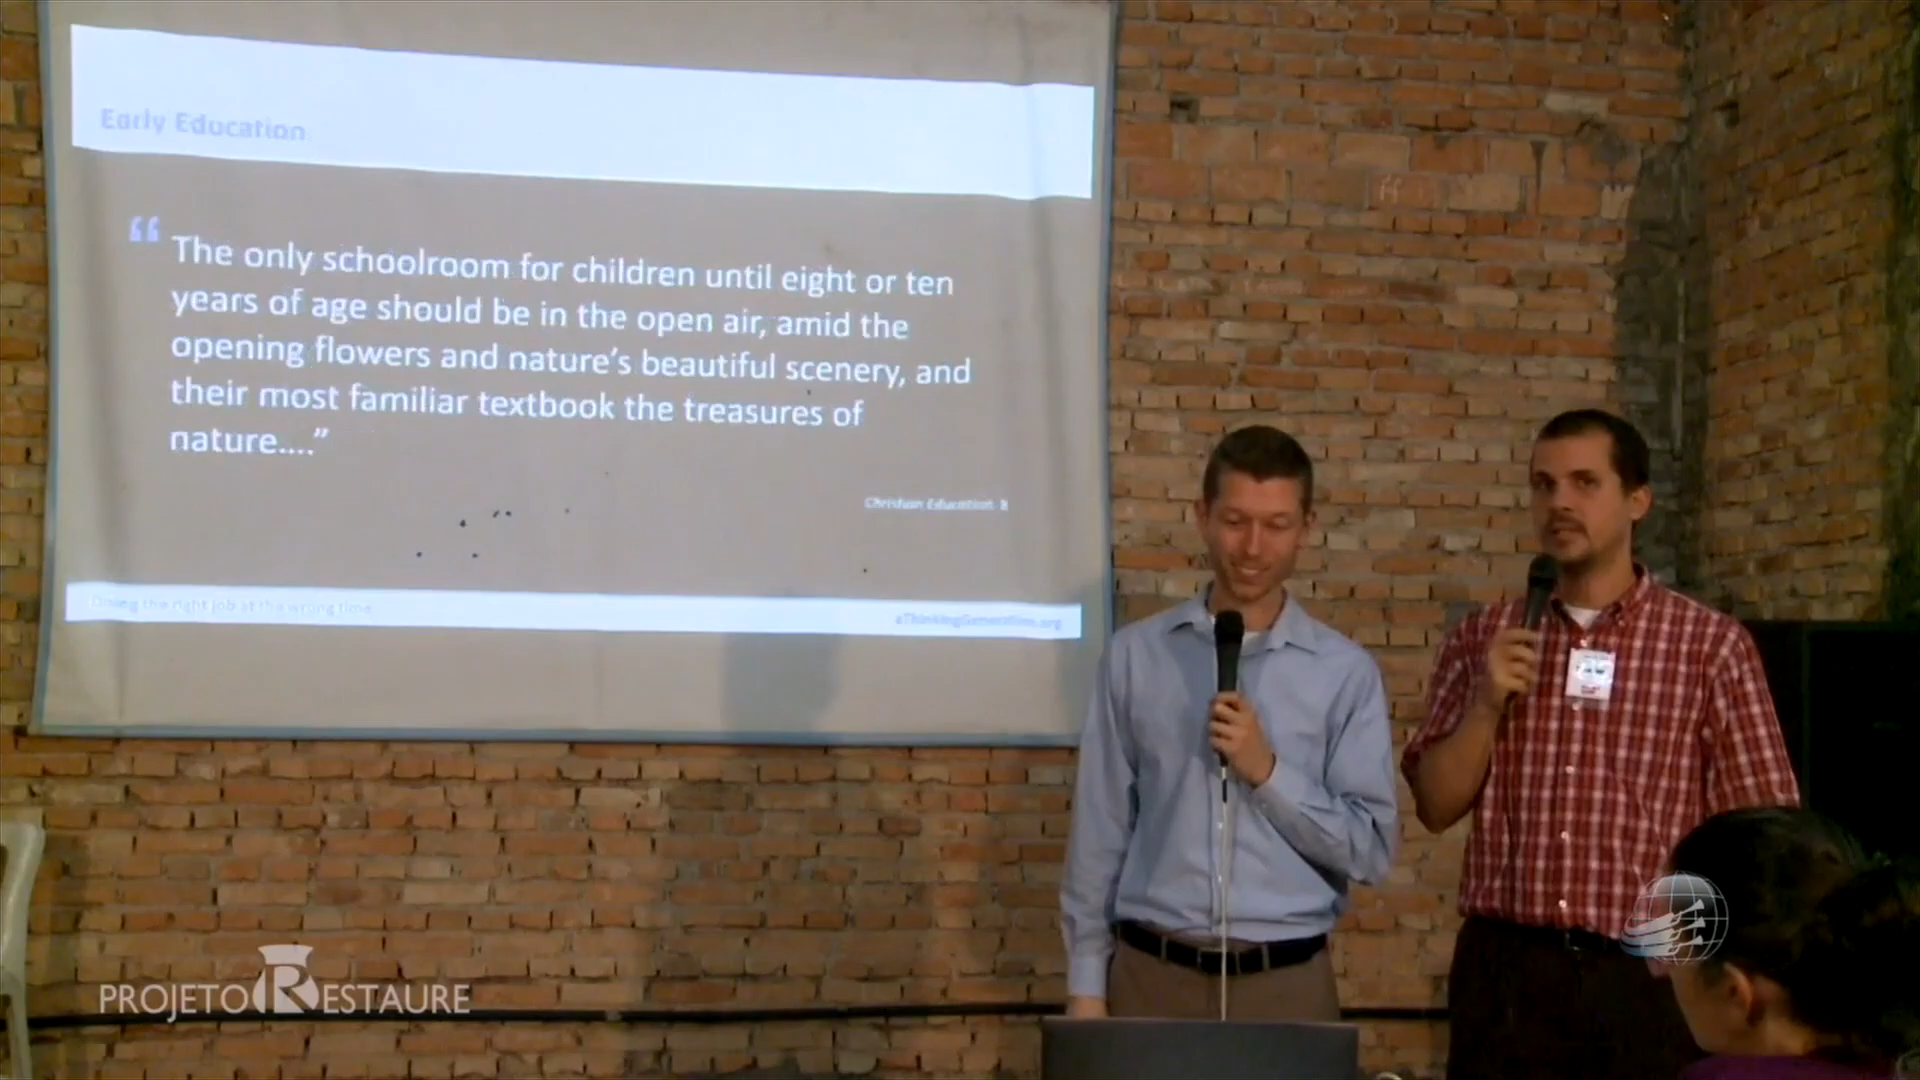 Early Education
“ The only schoolroom for children until eight or ten
years of age should be in the open air, amid the
opening flowers and nature’s beautiful scenery, and
their most familiar textbook the treasures of
nature....”
Christian Education 8
Doing the right job at the wrong time
aThinkingGeneration.org
PROJETO RESTAURE